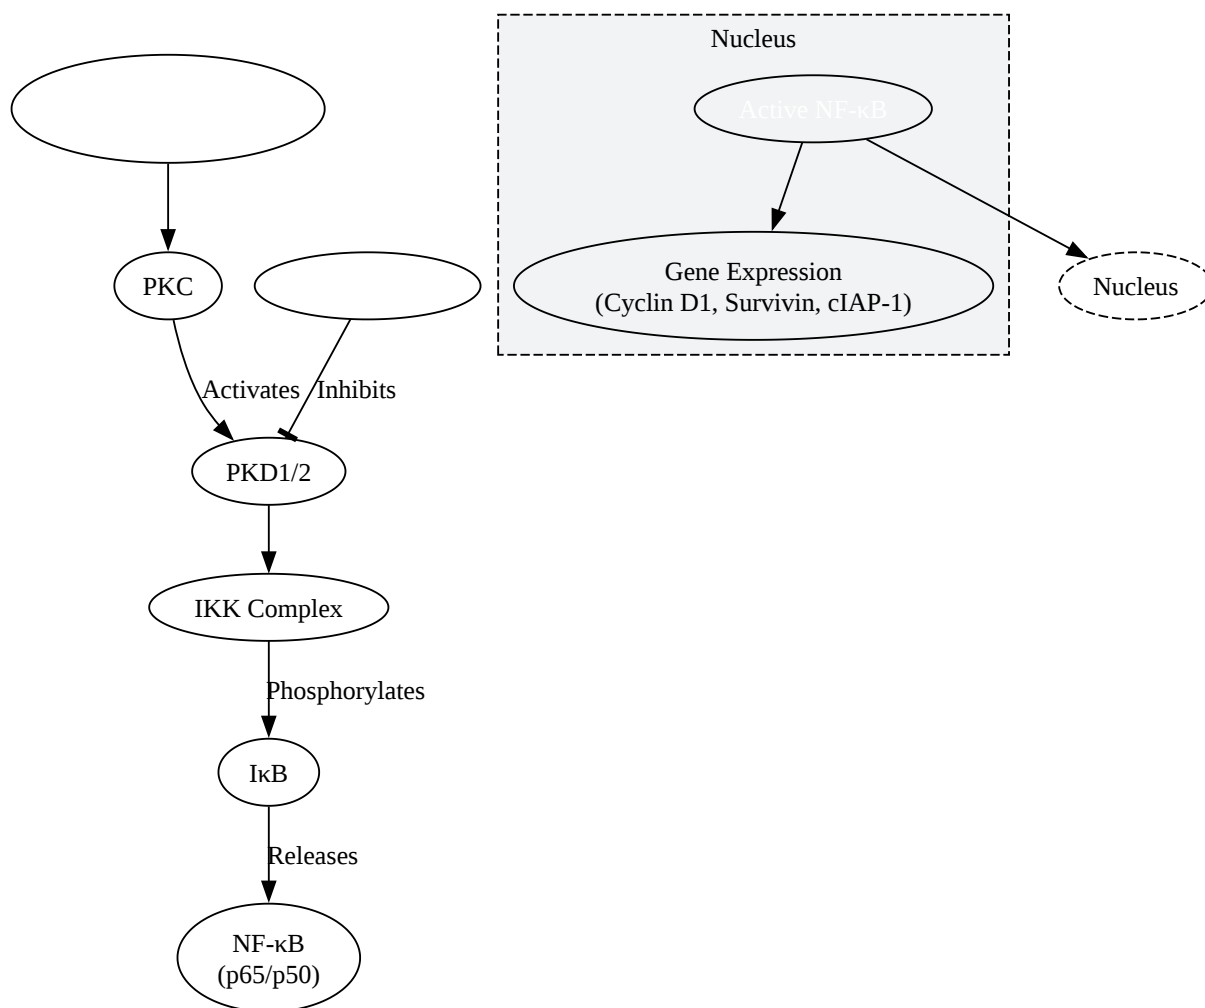 Nucleus
Active NF-κB
PKC
Gene Expression
(Cyclin D1, Survivin, cIAP-1)
Nucleus
Activates
Inhibits
PKD1/2
IKK Complex
Phosphorylates
IκB
Releases
NF-κB
(p65/p50)